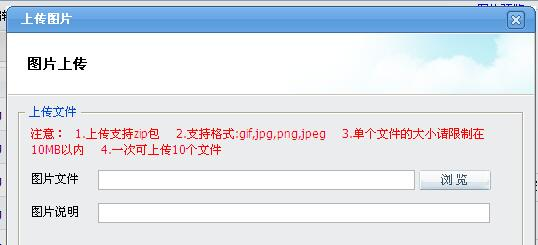 上传图片
图片上传
上传文件
注意： 1.上传支持zip包 2.支持格式:gif,jpg,png,jpeg 3.单个文件的大小请限制在
10MB以内 4.一次可上传10个文件
图片文件 浏 览
图片说明